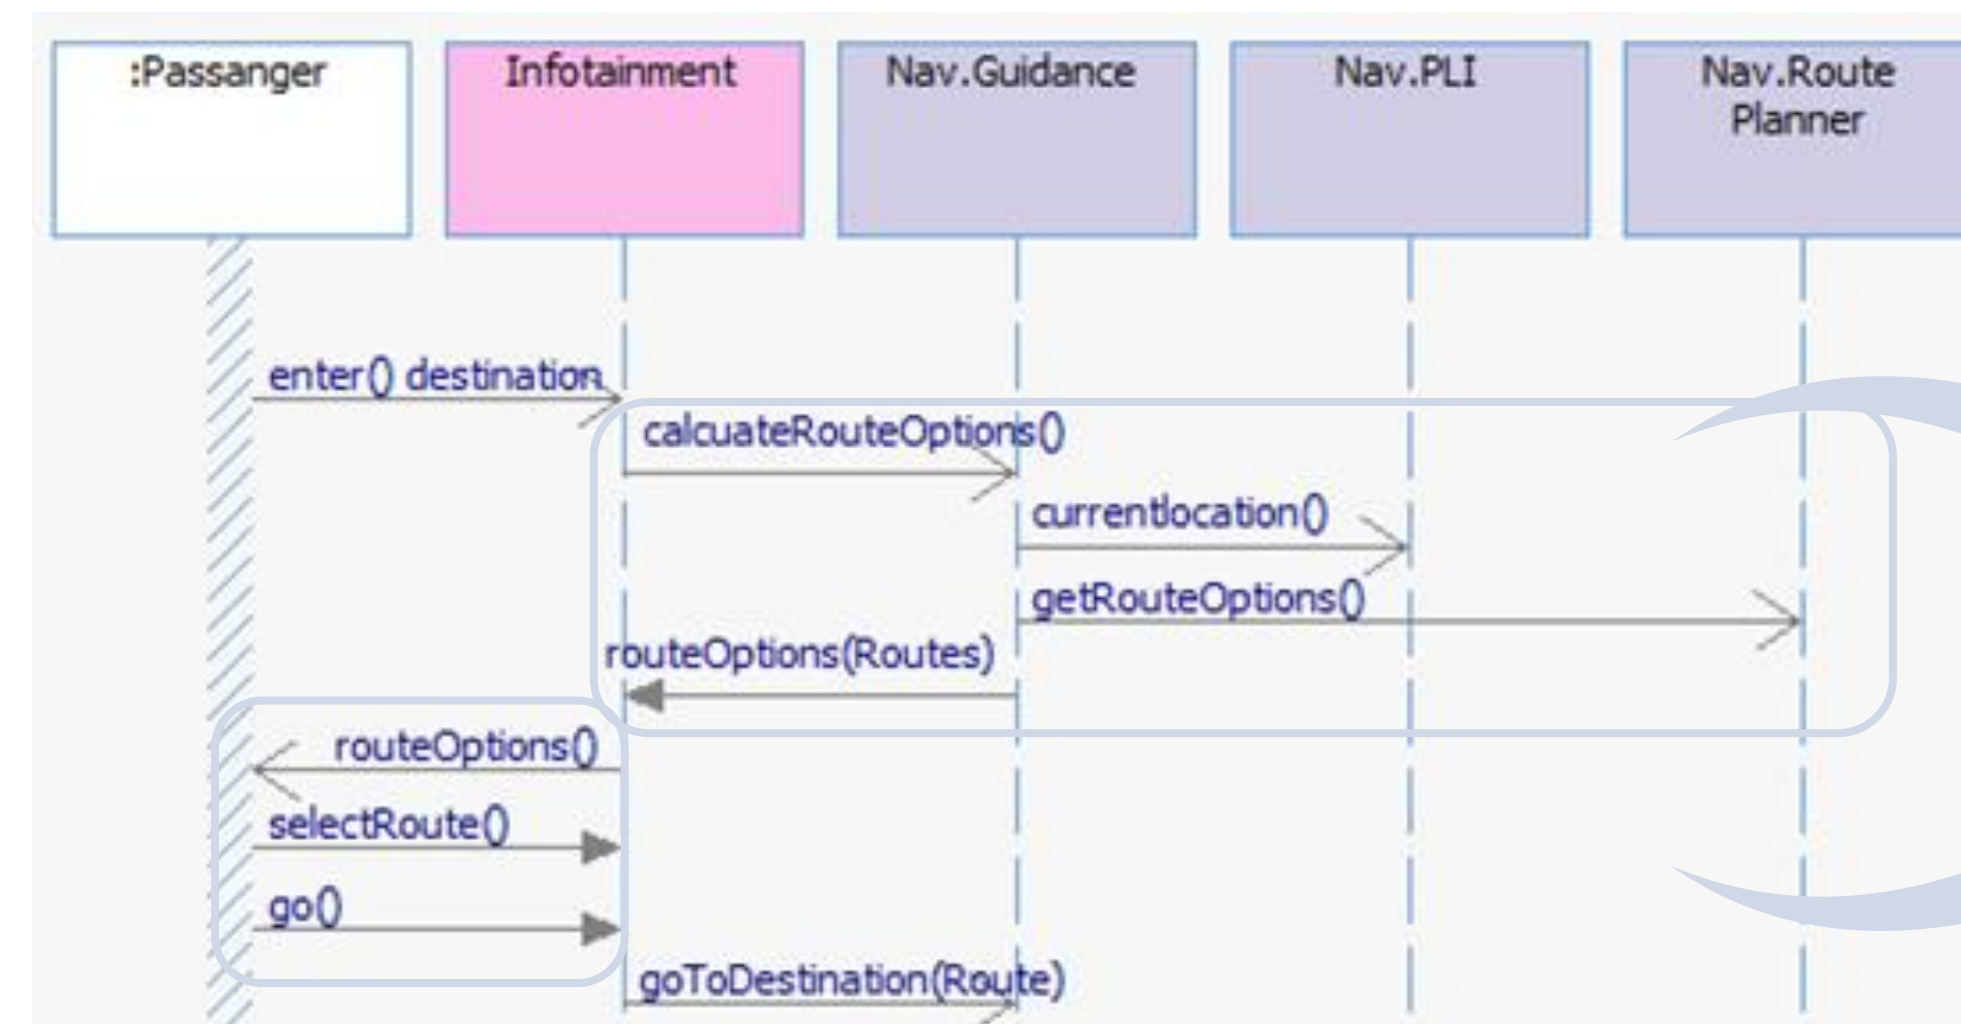 :Passanger
Infotainment
Nav.Guidance
Nav.PLI
Nav.Route
Planner
enter() destination
calcuateRouteOptions()
currentlocation()
getRouteOptions()
routeOptions(Routes)
routeOptions()
selectRoute()
go()
goToDestination(Route)